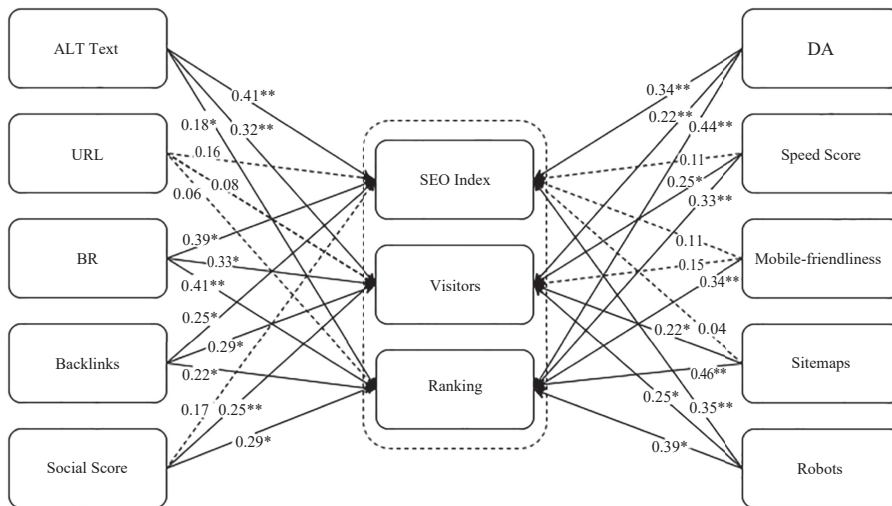 ALT Text
URL
BR
Backlinks
Social Score
0.41**
0.18*
0.32**
0.16
0.08
0.06
0.39*
0.33*
0.41**
0.25*
0.29*
0.22*
0.17
0.25**
0.29*
SEO Index
Visitors
Ranking
0.34**
0.22**
0.44**
0.11
0.25*
0.33**
0.11
0.15
0.34**
0.04
0.22*
0.46**
0.25*
0.35**
0.39*
DA
Speed Score
Mobile-friendliness
Sitemaps
Robots